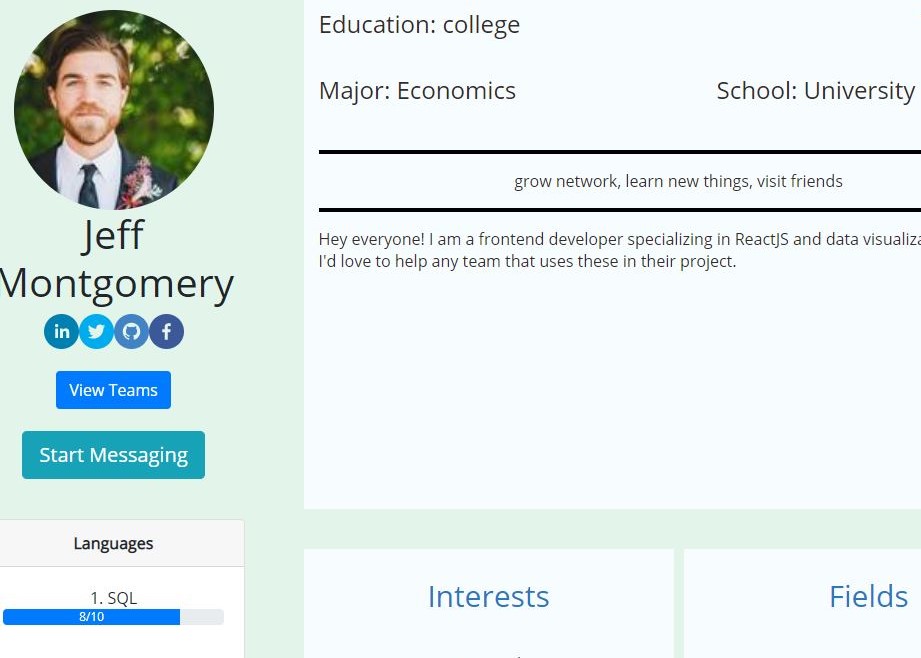 Jeff
Montgomery
in
f
View Teams
Start Messaging
Languages
1. SQL
8/10
Education: college
Major: Economics
School: University
grow network, learn new things, visit friends
Hey everyone! I am a frontend developer specializing in ReactJS and data
I'd love to help any team that uses these in their project.
Interests
Fields